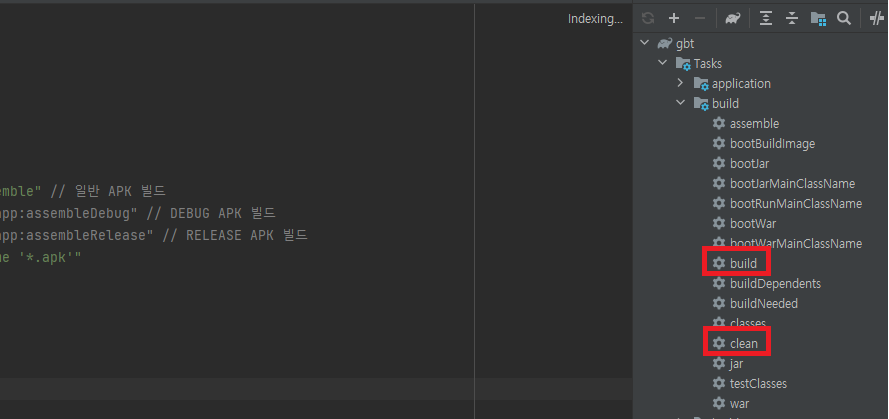 Indexing...
emble" // 일반 APK 빌드
app:assembleDebug" // DEBUG APK 빌드
app:assembleRelease" // RELEASE APK 빌드
me '*.apk'"
gbt
Tasks
application
build
assemble
bootBuildImage
bootJar
bootJarMainClassName
bootRunMainClassName
bootWar
bootWarMainClassName
build
buildDependents
buildNeeded
classes
clean
jar
testClasses
war